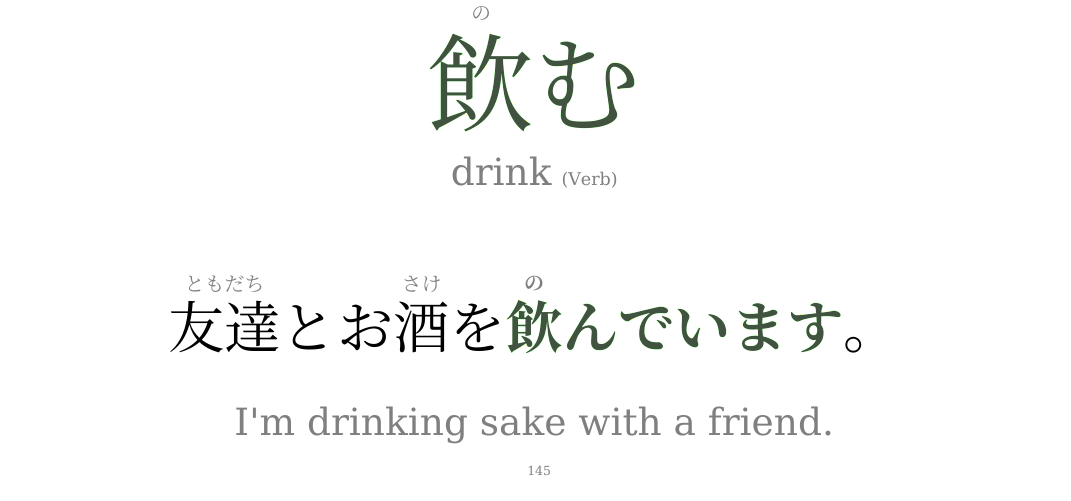 の
飲む
drink (Verb)
ともだち さけ の
友達とお酒を飲んでいます。
I'm drinking sake with a friend.
145